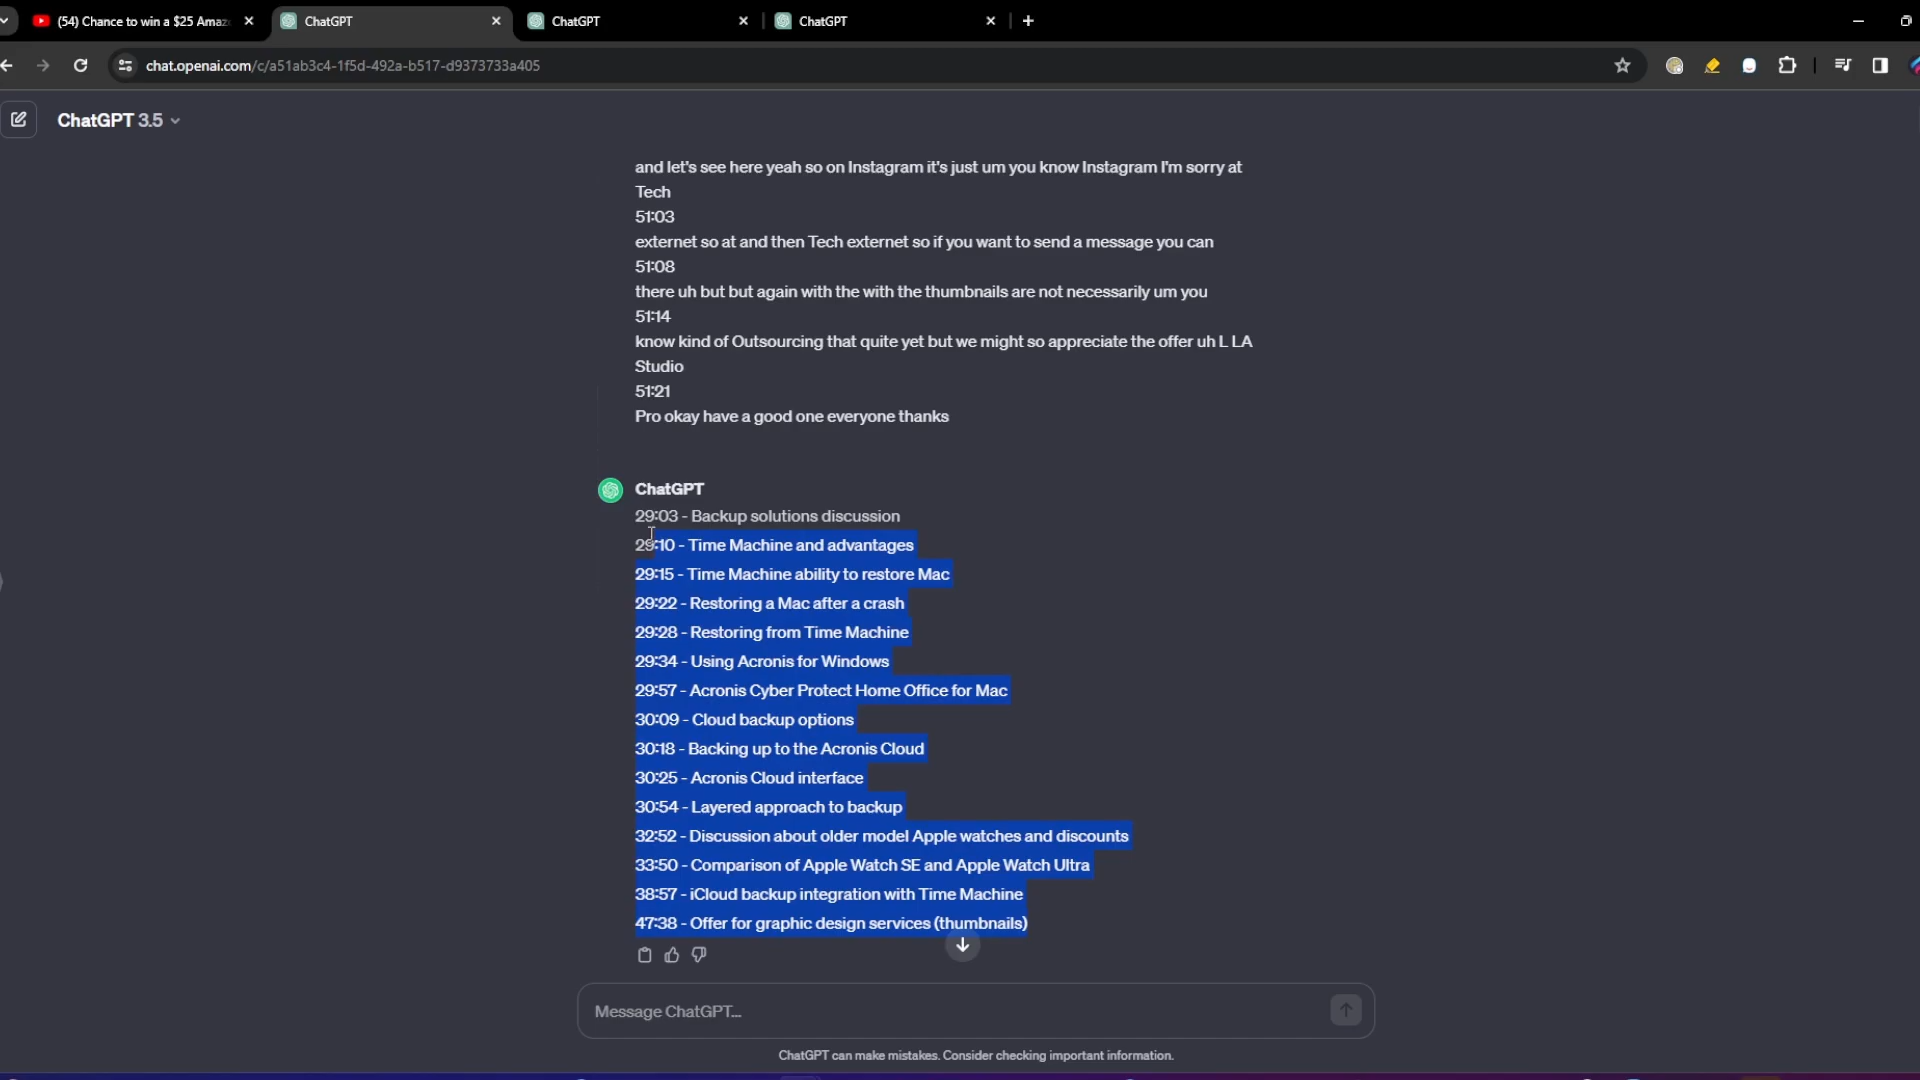 (54) Chance to win a $25 Amaz
ChatGPT
ChatGPT
ChatGPT
chat.openai.com/c/a51ab3c4-1f5d-492a-b517-d9373733a405
ChatGPT 3.5
and let's see here yeah so on Instagram it's just um you know Instagram I'm sorry at
Tech
51:03
externet so at and then Tech externet so if you want to send a message you can
51:08
there uh but but again with the with the thumbnails are not necessarily um you
51:14
know kind of Outsourcing that quite yet but we might so appreciate the offer uh L LA
Studio
51:21
Pro okay have a good one everyone thanks
ChatGPT
29:03 - Backup solutions discussion
29:10 - Time Machine and advantages
29:15 - Time Machine ability to restore Mac
29:22 - Restoring a Mac after a crash
29:28 - Restoring from Time Machine
29:34 - Using Acronis for Windows
29:57 - Acronis Cyber Protect Home Office for Mac
30:09 - Cloud backup options
30:18 - Backing up to the Acronis Cloud
30:25 - Acronis Cloud interface
30:54 - Layered approach to backup
32:52 - Discussion about older model Apple watches and discounts
33:50 - Comparison of Apple Watch SE and Apple Watch Ultra
38:57 - iCloud backup integration with Time Machine
47:38 - Offer for graphic design services (thumbnails)
Message ChatGPT...
ChatGPT can make mistakes. Consider checking important information.